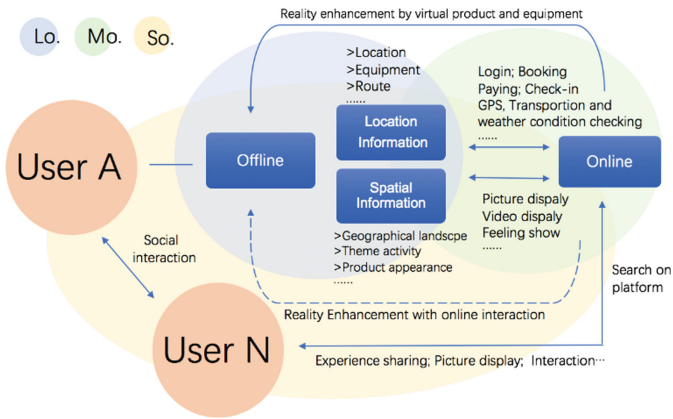 Reality enhancement by virtual product and equipment
Lo.
Mo.
So.
>Location
>Equipment
>Route
......
Login; Booking
Paying; Check-in
GPS, Transportion and
weather condition checking
......
User A
Offline
Location
Information
Online
Spatial
Information
Picture dispaly
Video dispaly
Feeling show
......
>Geographical landscpe
>Theme activity
>Product appearance
......
Social
interaction
Search on
platform
Reality Enhancement with online interaction
User N
Experience sharing; Picture display; Interaction···